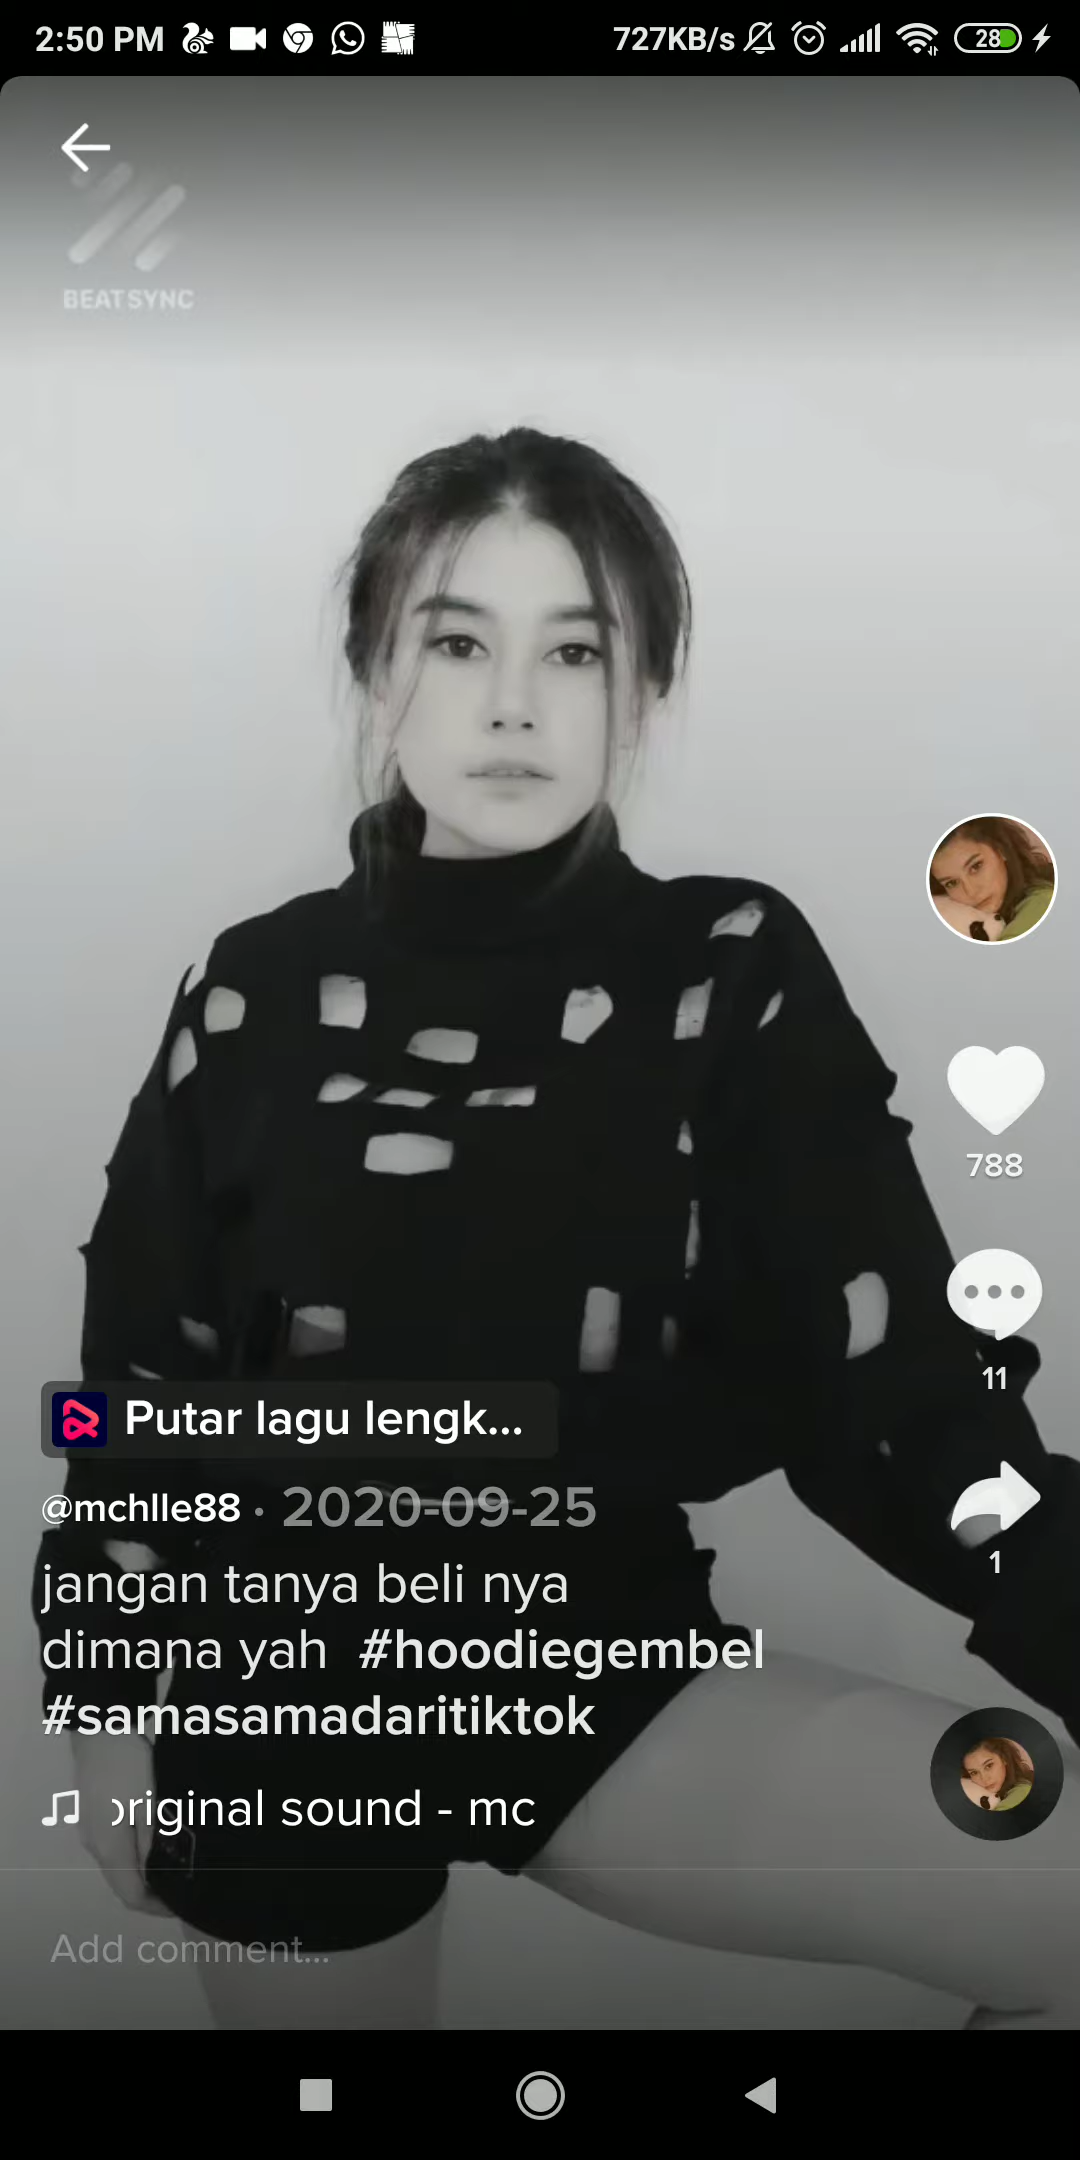 2:50 PM 727KB/s 28
BEATSYNC
788
11
Putar lagu lengk...
@mchlle88 · 2020-09-25
1
jangan tanya beli nya
dimana yah #hoodiegembel
#samasamadaritiktok
original sound - mc
Add comment...